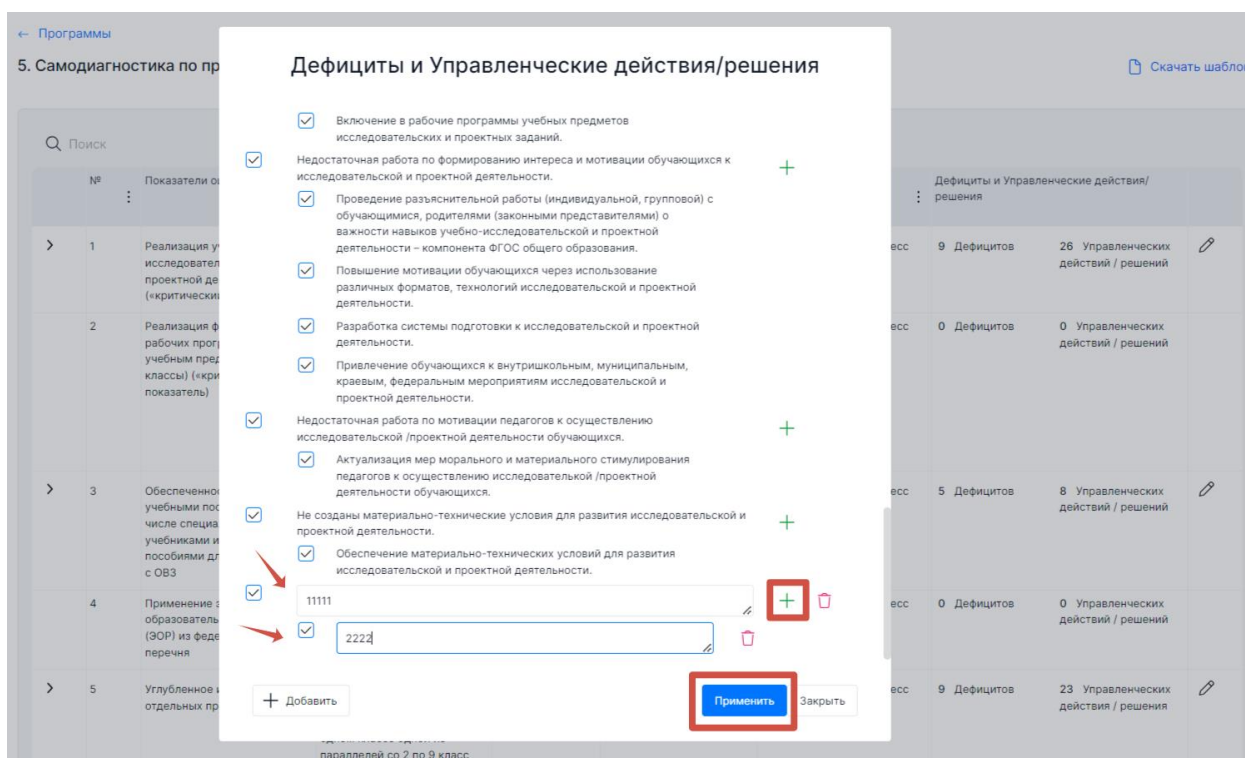 ← Программы
5. Самодиагностика по пр
Скачать шабло
Дефициты и Управленческие действия/решения
Поиск
№
Показатели о
Дефициты и Управленческие действия/
решения
Включение в рабочие программы учебных предметов
исследовательских и проектных заданий.
Недостаточная работа по формированию интереса и мотивации обучающихся к
исследовательской и проектной деятельности.
Проведение разъяснительной работы (индивидуальной, групповой) с
обучающимися, родителями (законными представителями) о
важности навыков учебно-исследовательской и проектной
деятельности – компонента ФГОС общего образования.
Повышение мотивации обучающихся через использование
различных форматов, технологий исследовательской и проектной
деятельности.
Разработка системы подготовки к исследовательской и проектной
деятельности.
Привлечение обучающихся к внутришкольным, муниципальным,
краевым, федеральным мероприятиям исследовательской и
проектной деятельности.
Недостаточная работа по мотивации педагогов к осуществлению
исследовательской /проектной деятельности обучающихся.
Актуализация мер морального и материального стимулирования
педагогов к осуществлению исследователькой /проектной
деятельности обучающихся.
Не созданы материально-технические условия для развития исследовательской и
проектной деятельности.
Обеспечение материально-технических условий для развития
исследовательской и проектной деятельности.
11111
2222
+ Добавить
Применить
Закрыть
1
Реализация у
исследовател
проектной де
(«критически
есс
9 Дефицитов
26 Управленческих
действий / решений
2
Реализация ф
рабочих прог
учебным пред
классы) («кри
показатель)
есс
0 Дефицитов
0 Управленческих
действий / решений
3
Обеспеченно
учебными пос
числе специа
учебниками и
пособиями дл
с ОВЗ
есс
5 Дефицитов
8 Управленческих
действий / решений
4
Применение э
образователь
(ЭОР) из феде
перечня
есс
0 Дефицитов
0 Управленческих
действий / решений
5
Углубленное и
отдельных пр
есс
9 Дефицитов
23 Управленческих
действия / решения
параллелей со 2 по 9 класс